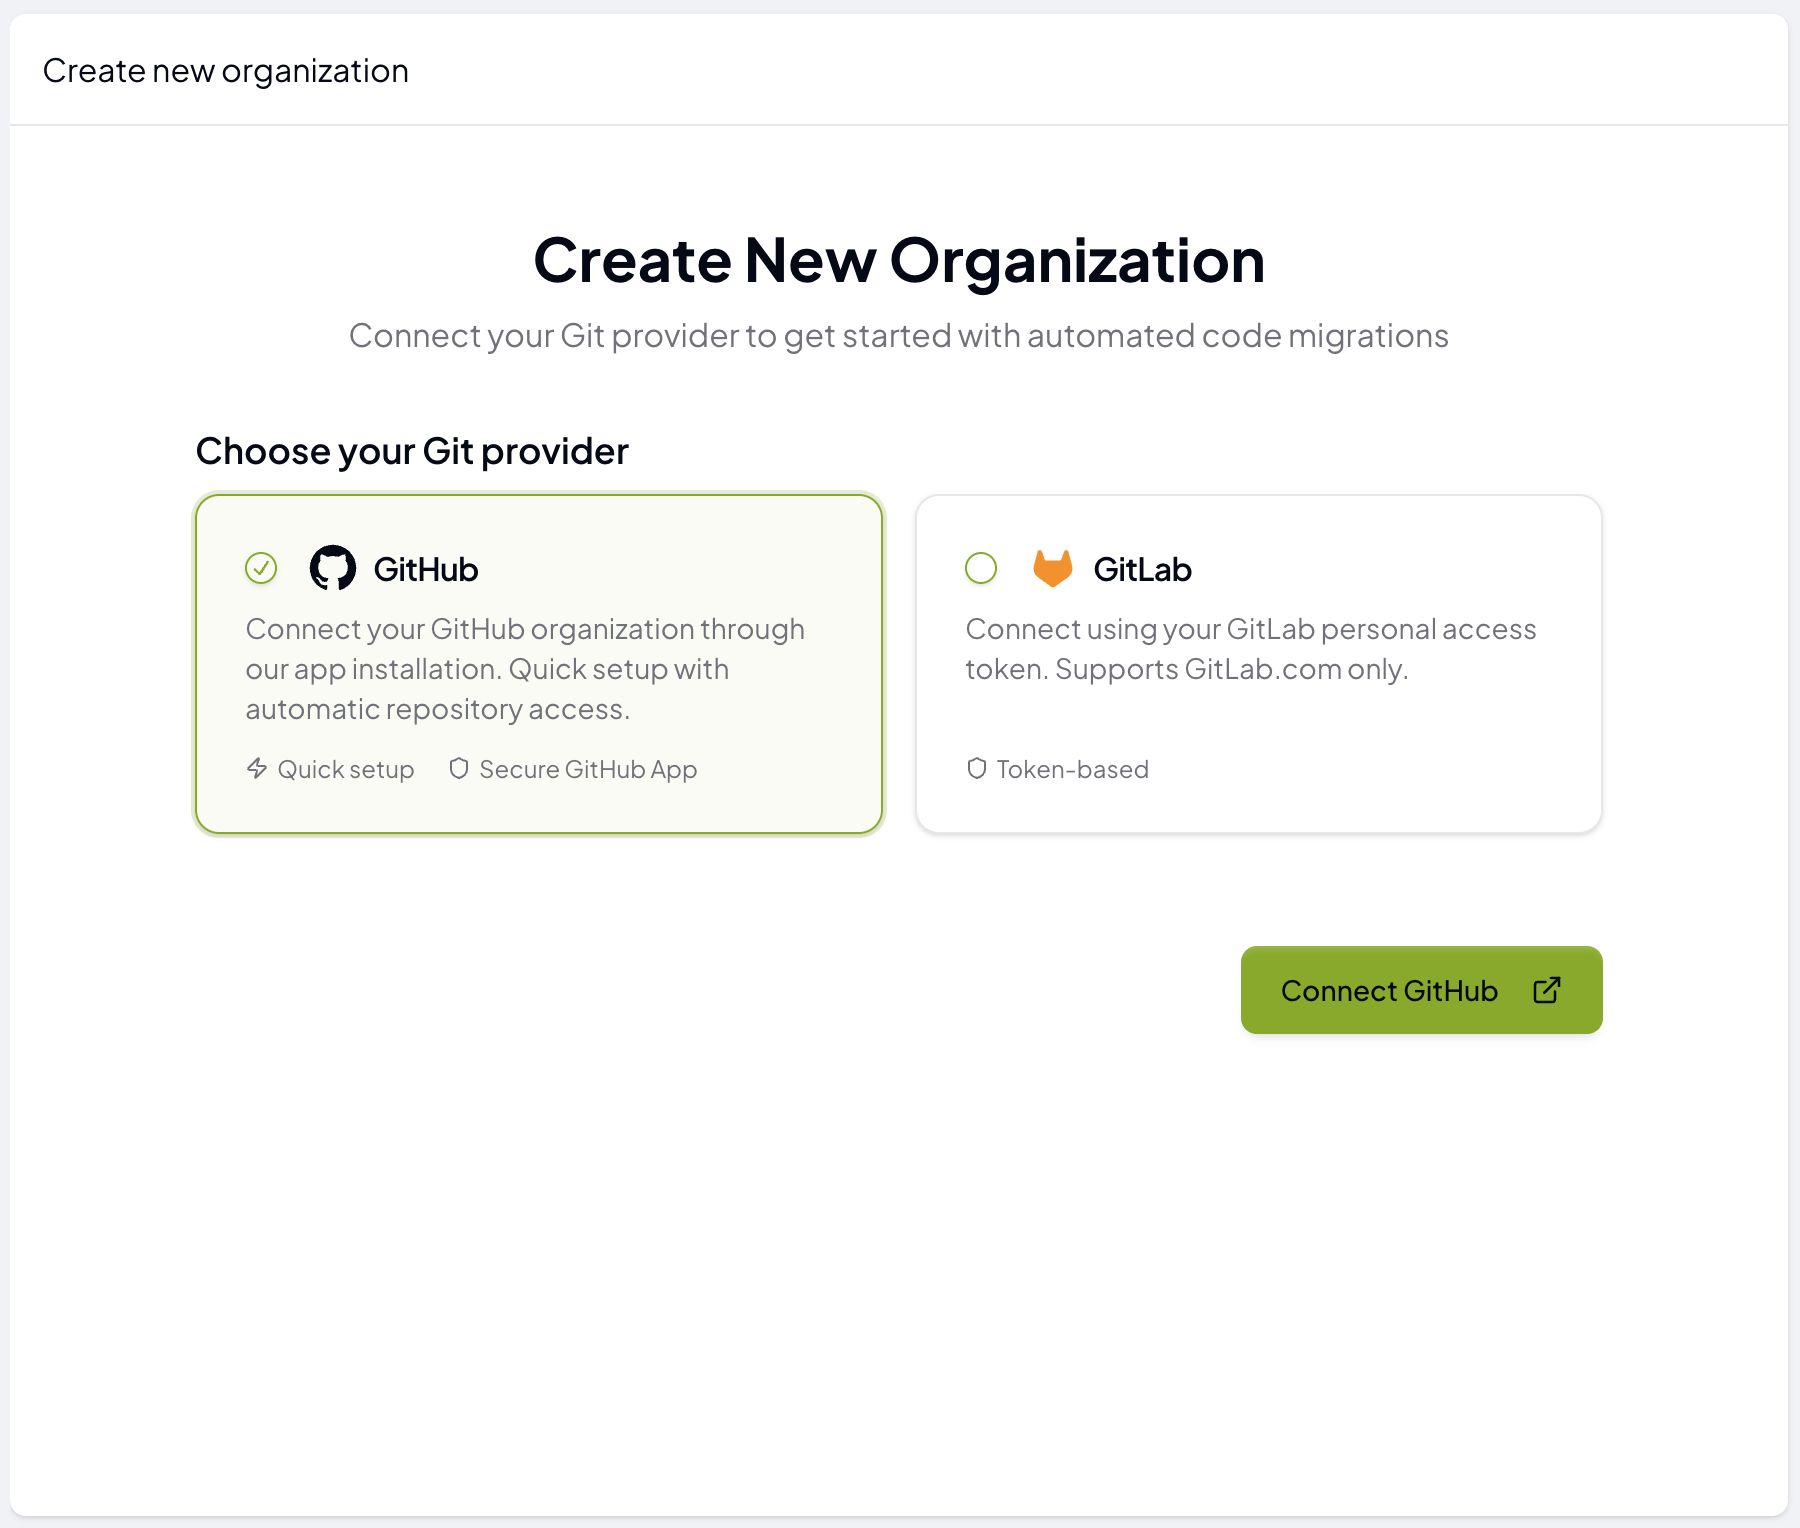 Create new organization
Create New Organization
Connect your Git provider to get started with automated code migrations
Choose your Git provider
GitHub
Connect your GitHub organization through
our app installation. Quick setup with
automatic repository access.
Quick setup
Secure GitHub App
GitLab
Connect using your GitLab personal access
token. Supports GitLab.com only.
Token-based
Connect GitHub